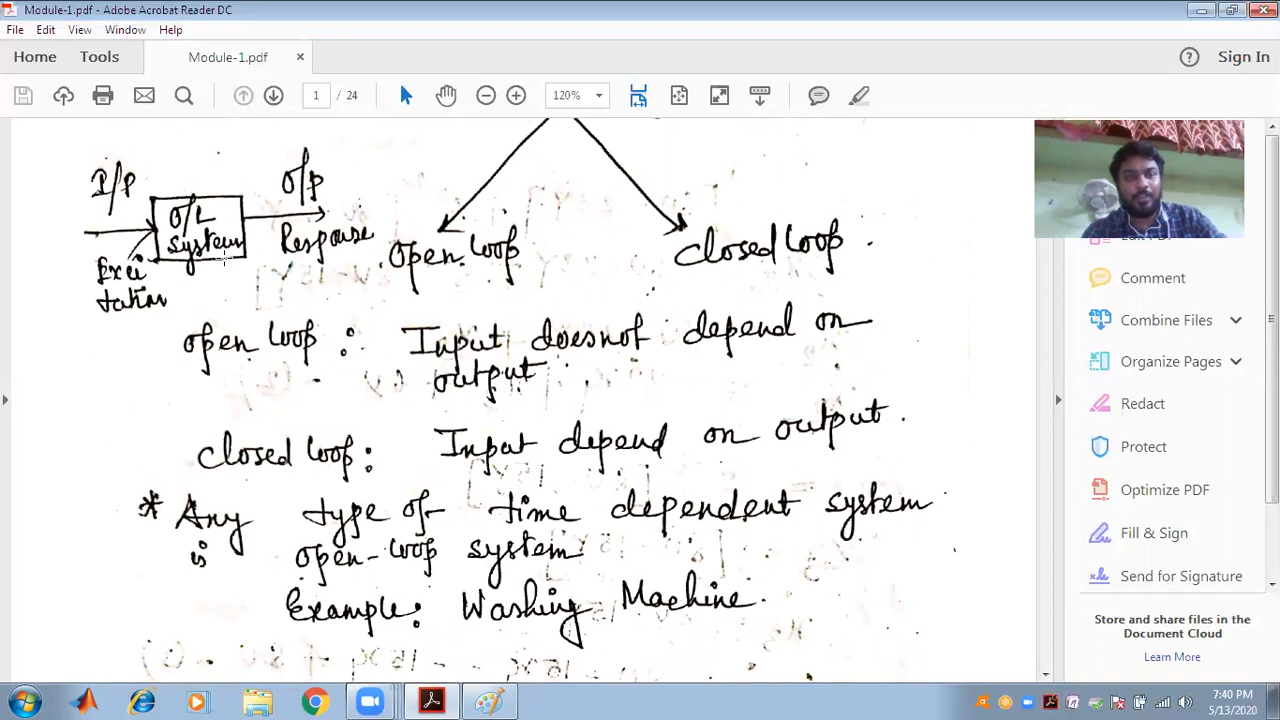 Module-1.pdf - Adobe Acrobat Reader DC
File Edit View Window Help
Home Tools Module-1.pdf × Sign In
1 / 24 120%
I/P
O/L
System
O/P
Response
Exci
tation
Open loop
closed loop.
open loop : Input doesnot depend on
output
closed loop: Input depend on output.
* Any type of time dependent system
is open-loop system
Example: Washing Machine.
Comment
Combine Files
Organize Pages
Redact
Protect
Optimize PDF
Fill & Sign
Send for Signature
Store and share files in the
Document Cloud
Learn More
7:40 PM
5/13/2020